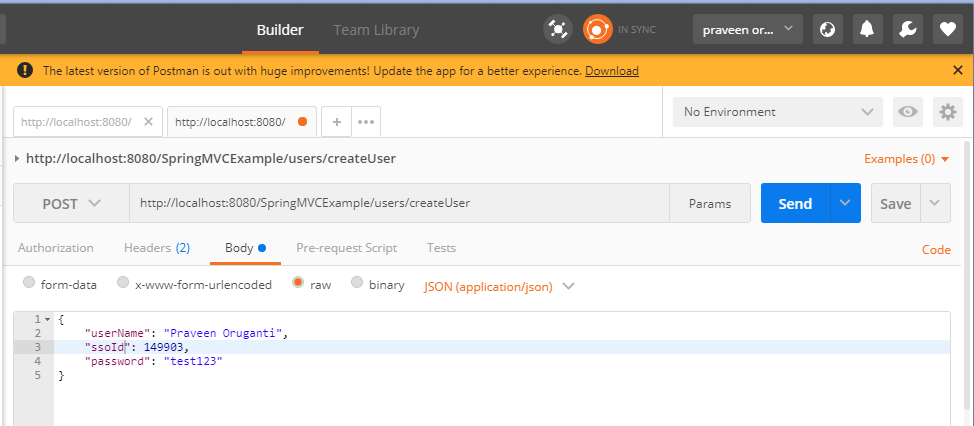 Builder
Team Library
IN SYNC
praveen or...
The latest version of Postman is out with huge improvements! Update the app for a better experience. Download
http://localhost:8080/
http://localhost:8080/
No Environment
http://localhost:8080/SpringMVCExample/users/createUser
Examples (0)
POST
http://localhost:8080/SpringMVCExample/users/createUser
Params
Send
Save
Authorization
Headers (2)
Body
Pre-request Script
Tests
Code
form-data
x-www-form-urlencoded
raw
binary
JSON (application/json)
1 {
2 "userName": "Praveen Oruganti",
3 "ssoId": 149903,
4 "password": "test123"
5 }